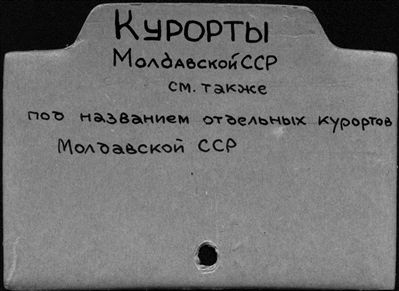 Курорты
Молдавской ССР
см. также
под названием отдельных курортов
Молдавской ССР